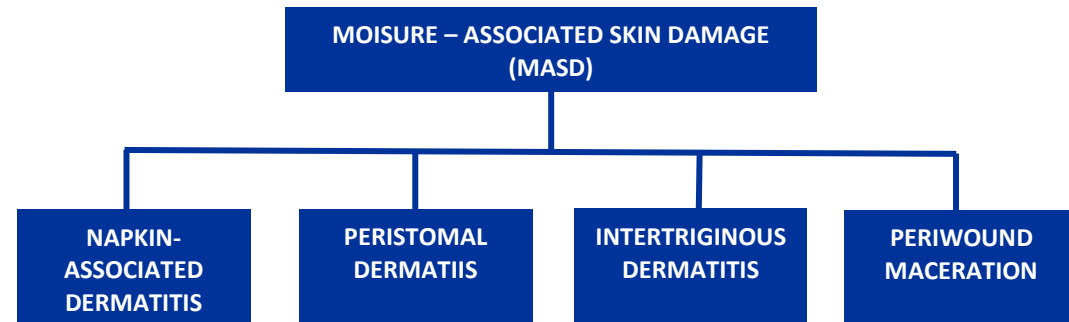 MOISURE – ASSOCIATED SKIN DAMAGE
(MASD)
NAPKIN-
ASSOCIATED
DERMATITIS
PERISTOMAL
DERMATIIS
INTERTRIGINOUS
DERMATITIS
PERIWOUND
MACERATION